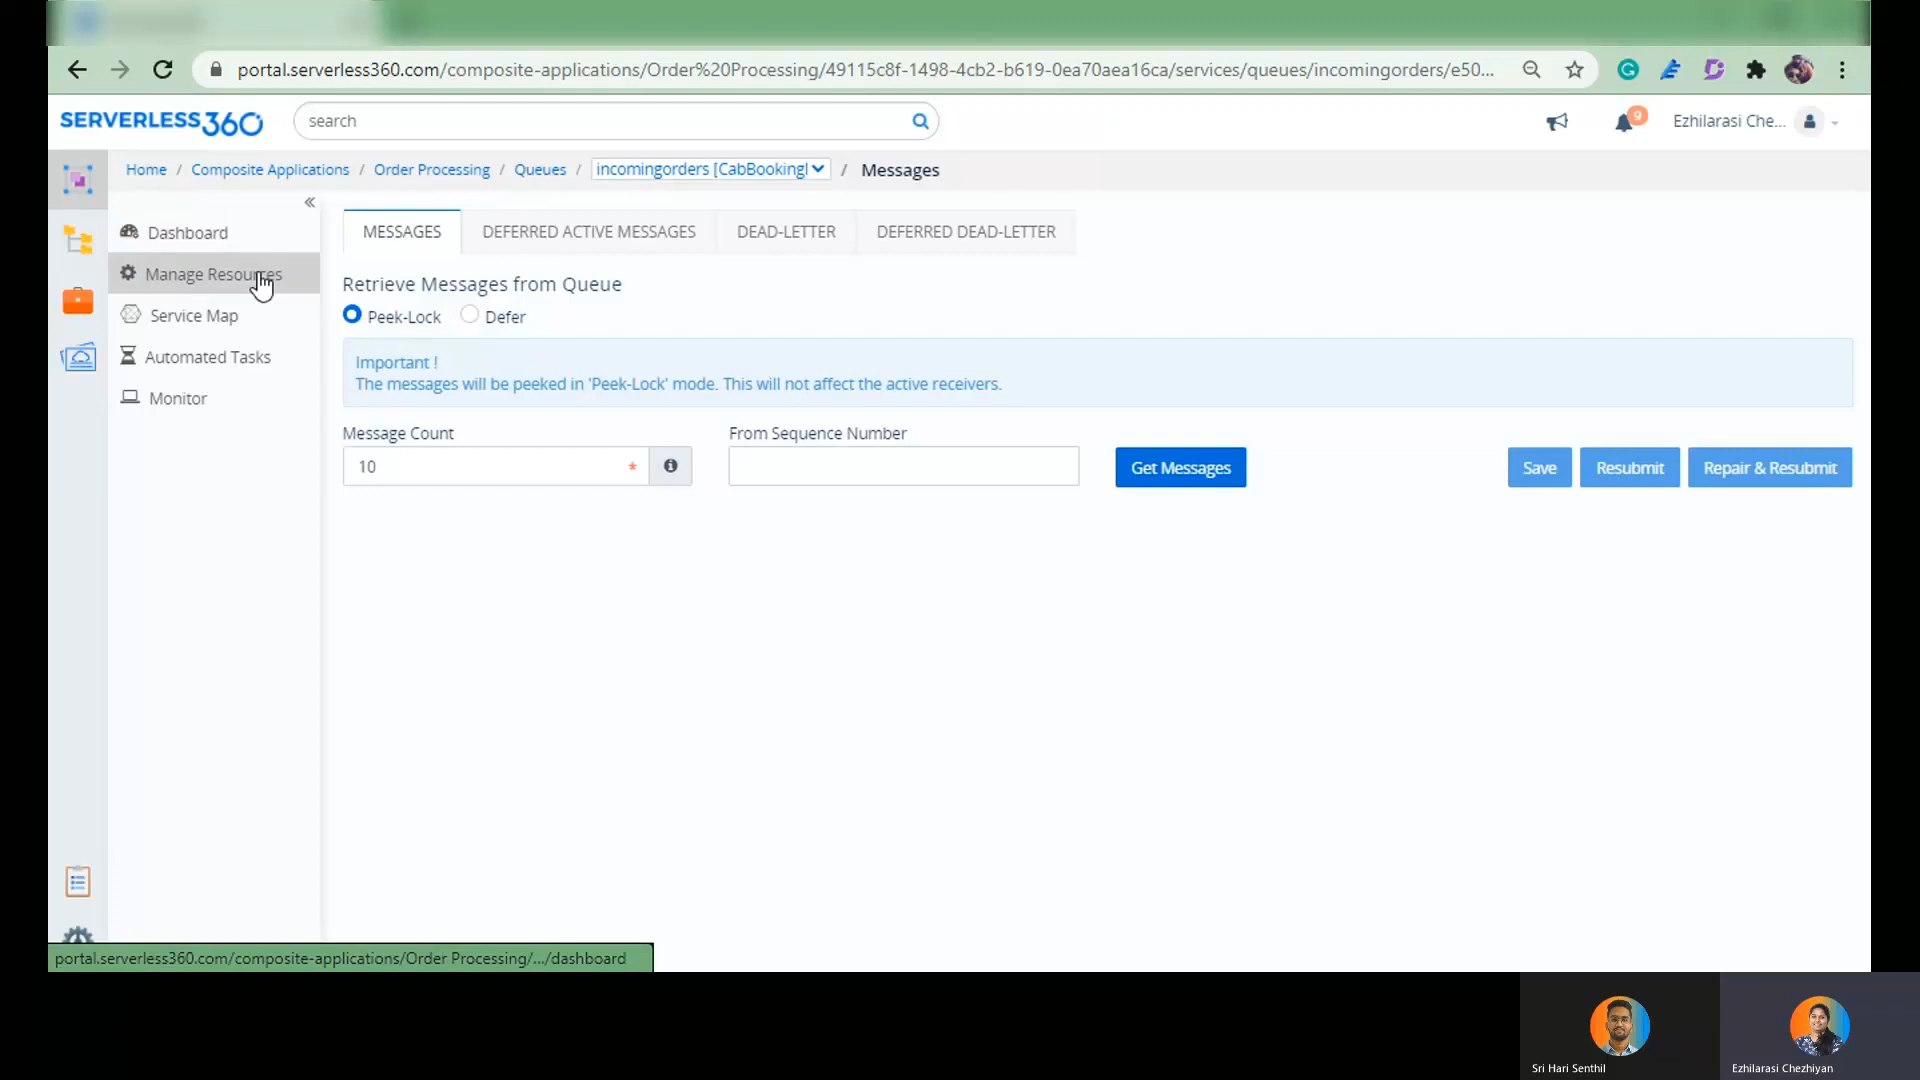 portal.serverless360.com/composite-applications/Order%20Processing/49115c8f-1498-4cb2-b619-0ea70aea16ca/services/queues/incomingorders/e50...
SERVERLESS360
search
9
Ezhilarasi Che...
Home / Composite Applications / Order Processing / Queues / incomingorders [CabBooking] / Messages
«
Dashboard
Manage Resources
Service Map
Automated Tasks
Monitor
MESSAGES
DEFERRED ACTIVE MESSAGES
DEAD-LETTER
DEFERRED DEAD-LETTER
Retrieve Messages from Queue
Peek-Lock
Defer
Important !
The messages will be peeked in 'Peek-Lock' mode. This will not affect the active receivers.
Message Count
From Sequence Number
10 *
Get Messages
Save
Resubmit
Repair & Resubmit
portal.serverless360.com/composite-applications/Order Processing/.../dashboard
Sri Hari Senthil
Ezhilarasi Chezhiyan